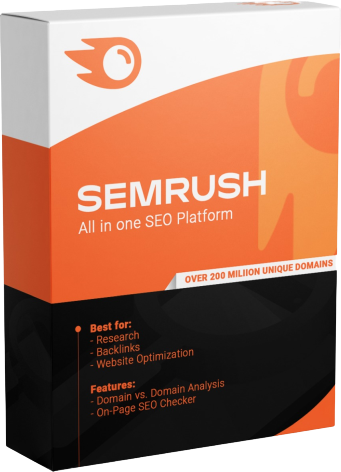 SEMRUSH
All in one SEO Platform
OVER 200 MILIION UNIQUE DOMAINS
Best for:
- Research
- Backlinks
- Website Optimization
Features:
- Domain vs. Domain Analysis
- On-Page SEO Checker